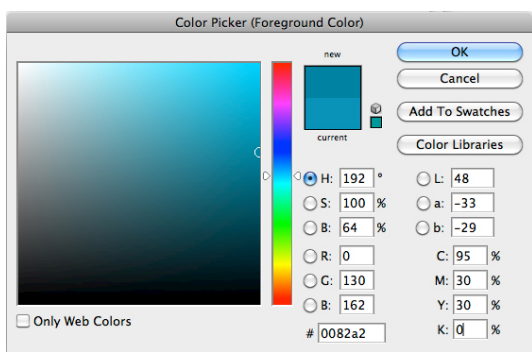 Color Picker (Foreground Color)
new
current
OK
Cancel
Add To Swatches
Color Libraries
H: 192 °
S: 100 %
B: 64 %
R: 0
G: 130
B: 162
# 0082a2
L: 48
a: -33
b: -29
C: 95 %
M: 30 %
Y: 30 %
K: 0 %
Only Web Colors